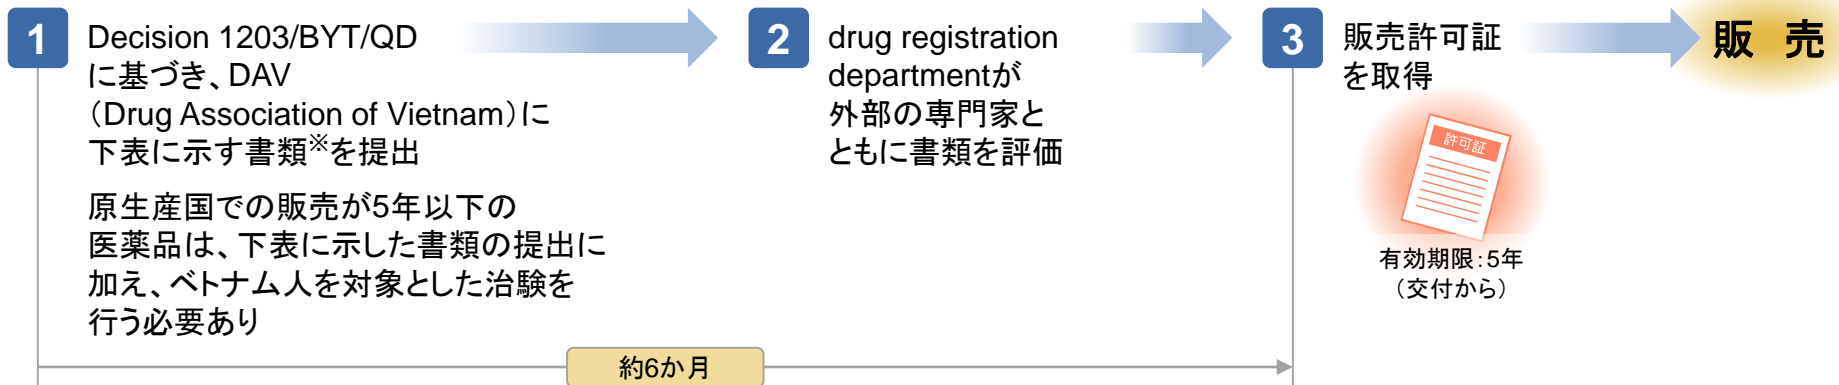 1
Decision 1203/BYT/QD
に基づき、DAV
（Drug Association of Vietnam）に
下表に示す書類※を提出
原生産国での販売が5年以下の
医薬品は、下表に示した書類の提出に
加え、ベトナム人を対象とした治験を
行う必要あり
2
drug registration
departmentが
外部の専門家と
ともに書類を評価
3
販売許可証
を取得
許可証
有効期限：5年
（交付から）
販 売
約6か月